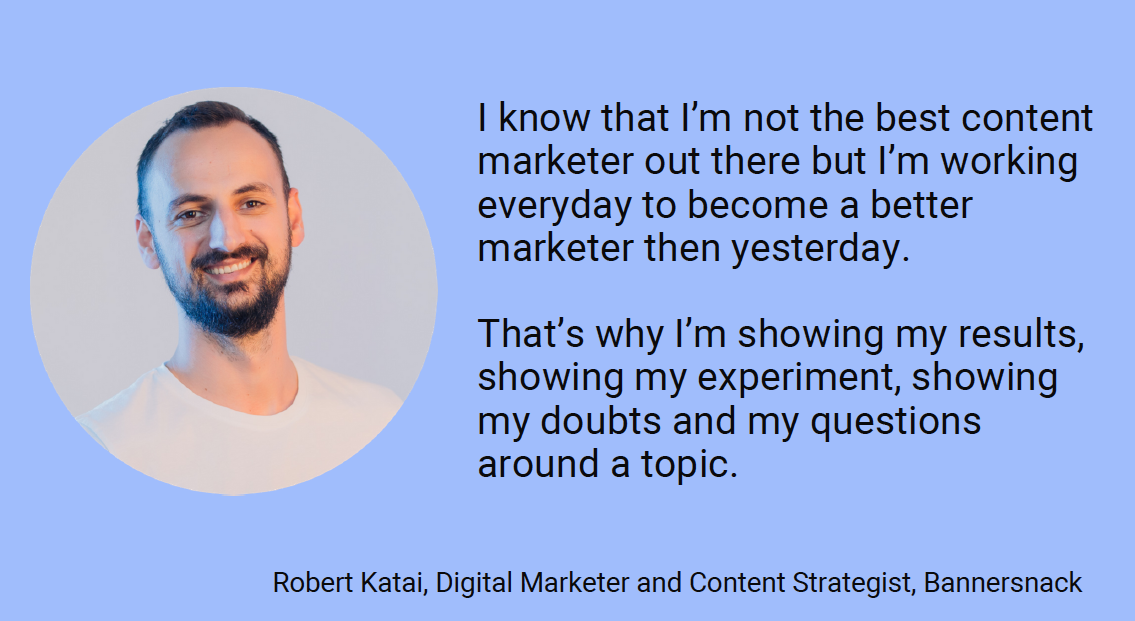 I know that I’m not the best content
marketer out there but I’m working
everyday to become a better
marketer then yesterday.
That’s why I’m showing my results,
showing my experiment, showing
my doubts and my questions
around a topic.
Robert Katai, Digital Marketer and Content Strategist, Bannersnack